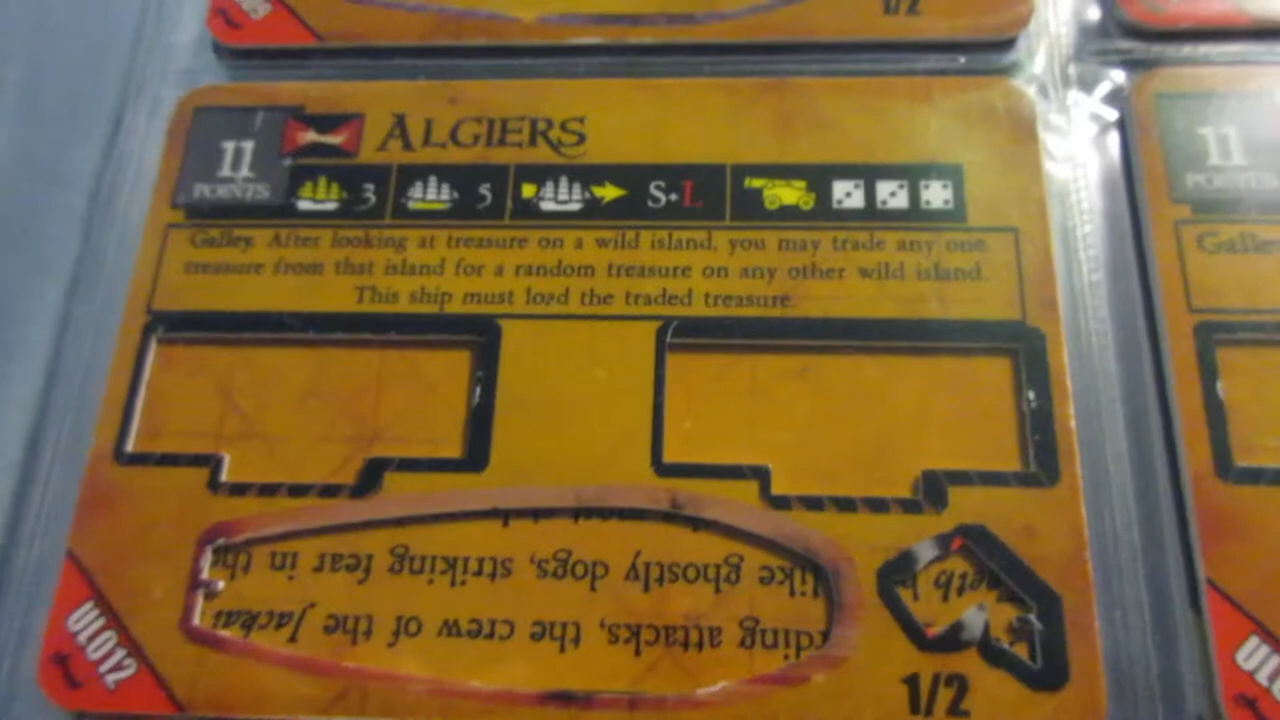 1/2
11
POINTS
ALGIERS
3
5
S+L
Galley. After looking at treasure on a wild island, you may trade any one
treasure from that island for a random treasure on any other wild island.
This ship must load the traded treasure.
rding attacks, the crew of the Jackal
like ghostly dogs, striking fear in the
1/2
UL012
11
POINTS
Galley
UL